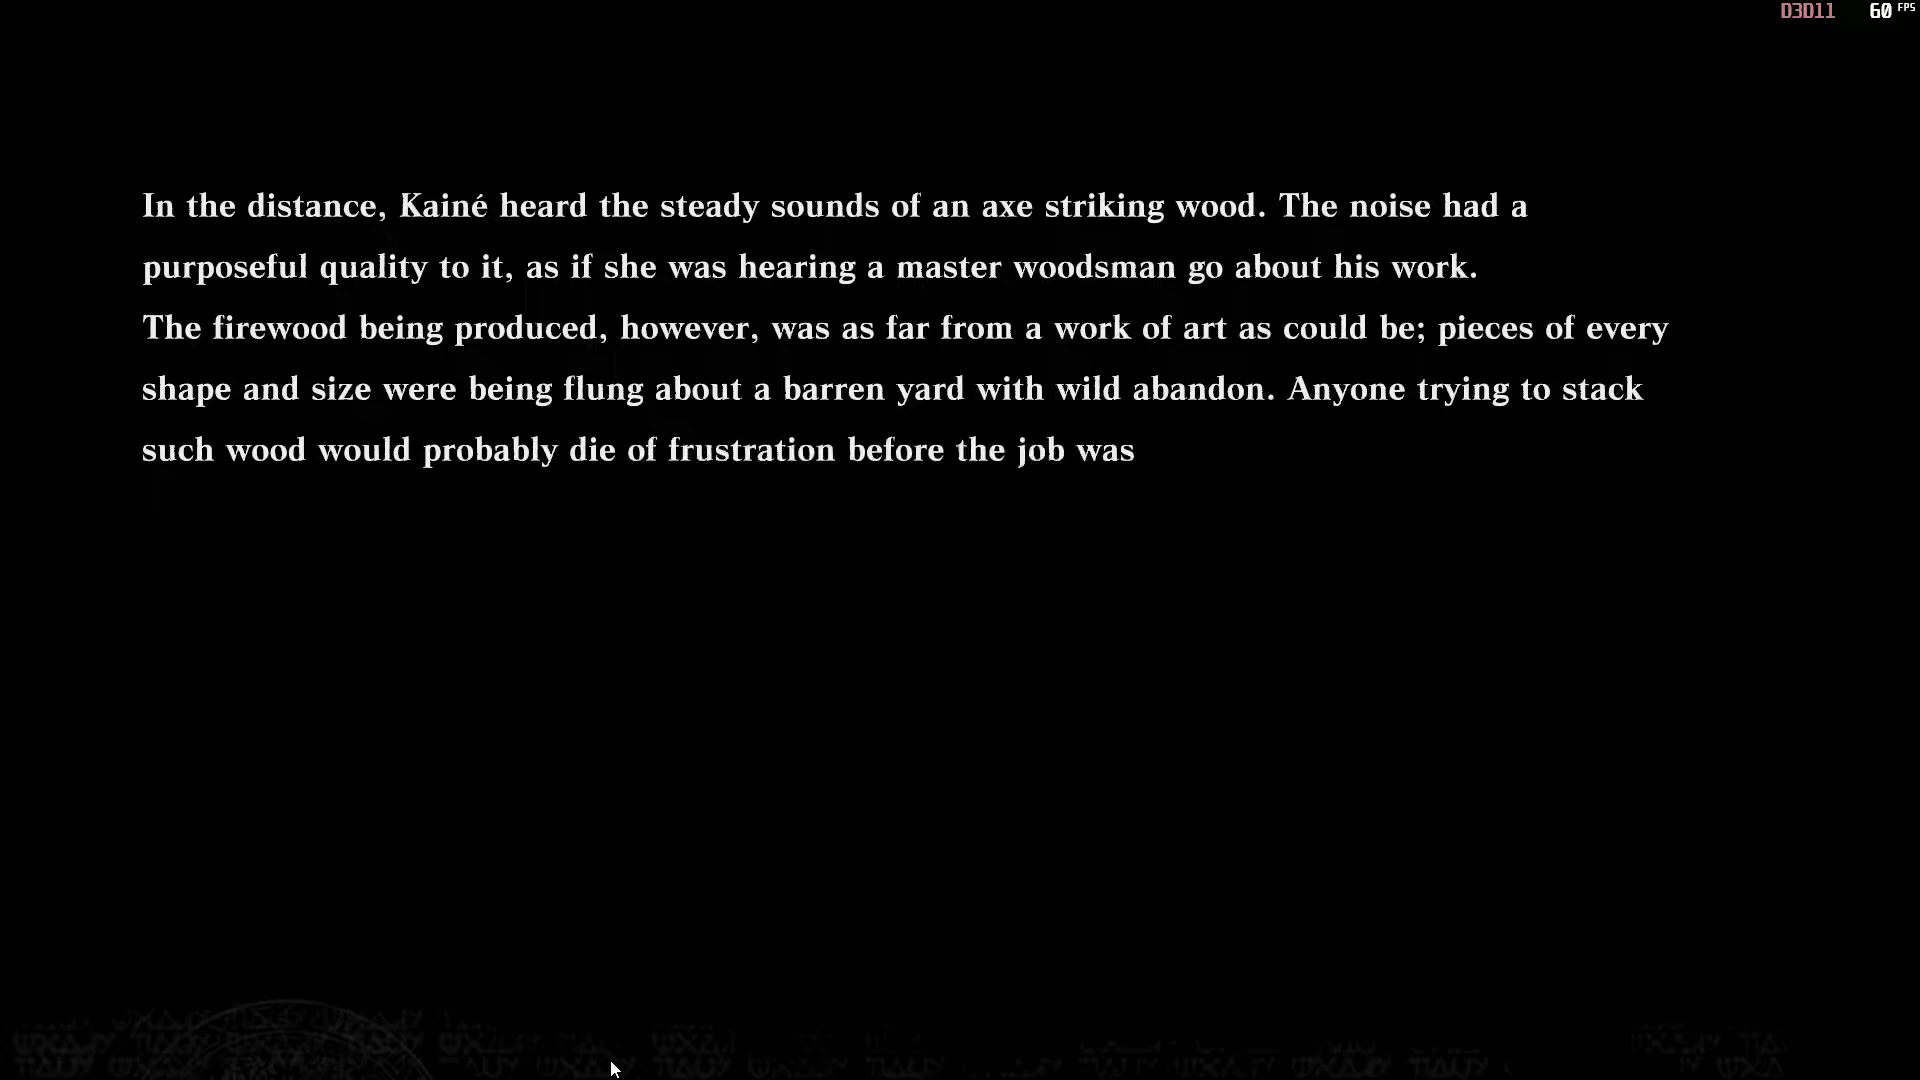 D3D11 60 FPS
In the distance, Kainé heard the steady sounds of an axe striking wood. The noise had a
purposeful quality to it, as if she was hearing a master woodsman go about his work.
The firewood being produced, however, was as far from a work of art as could be; pieces of every
shape and size were being flung about a barren yard with wild abandon. Anyone trying to stack
such wood would probably die of frustration before the job was